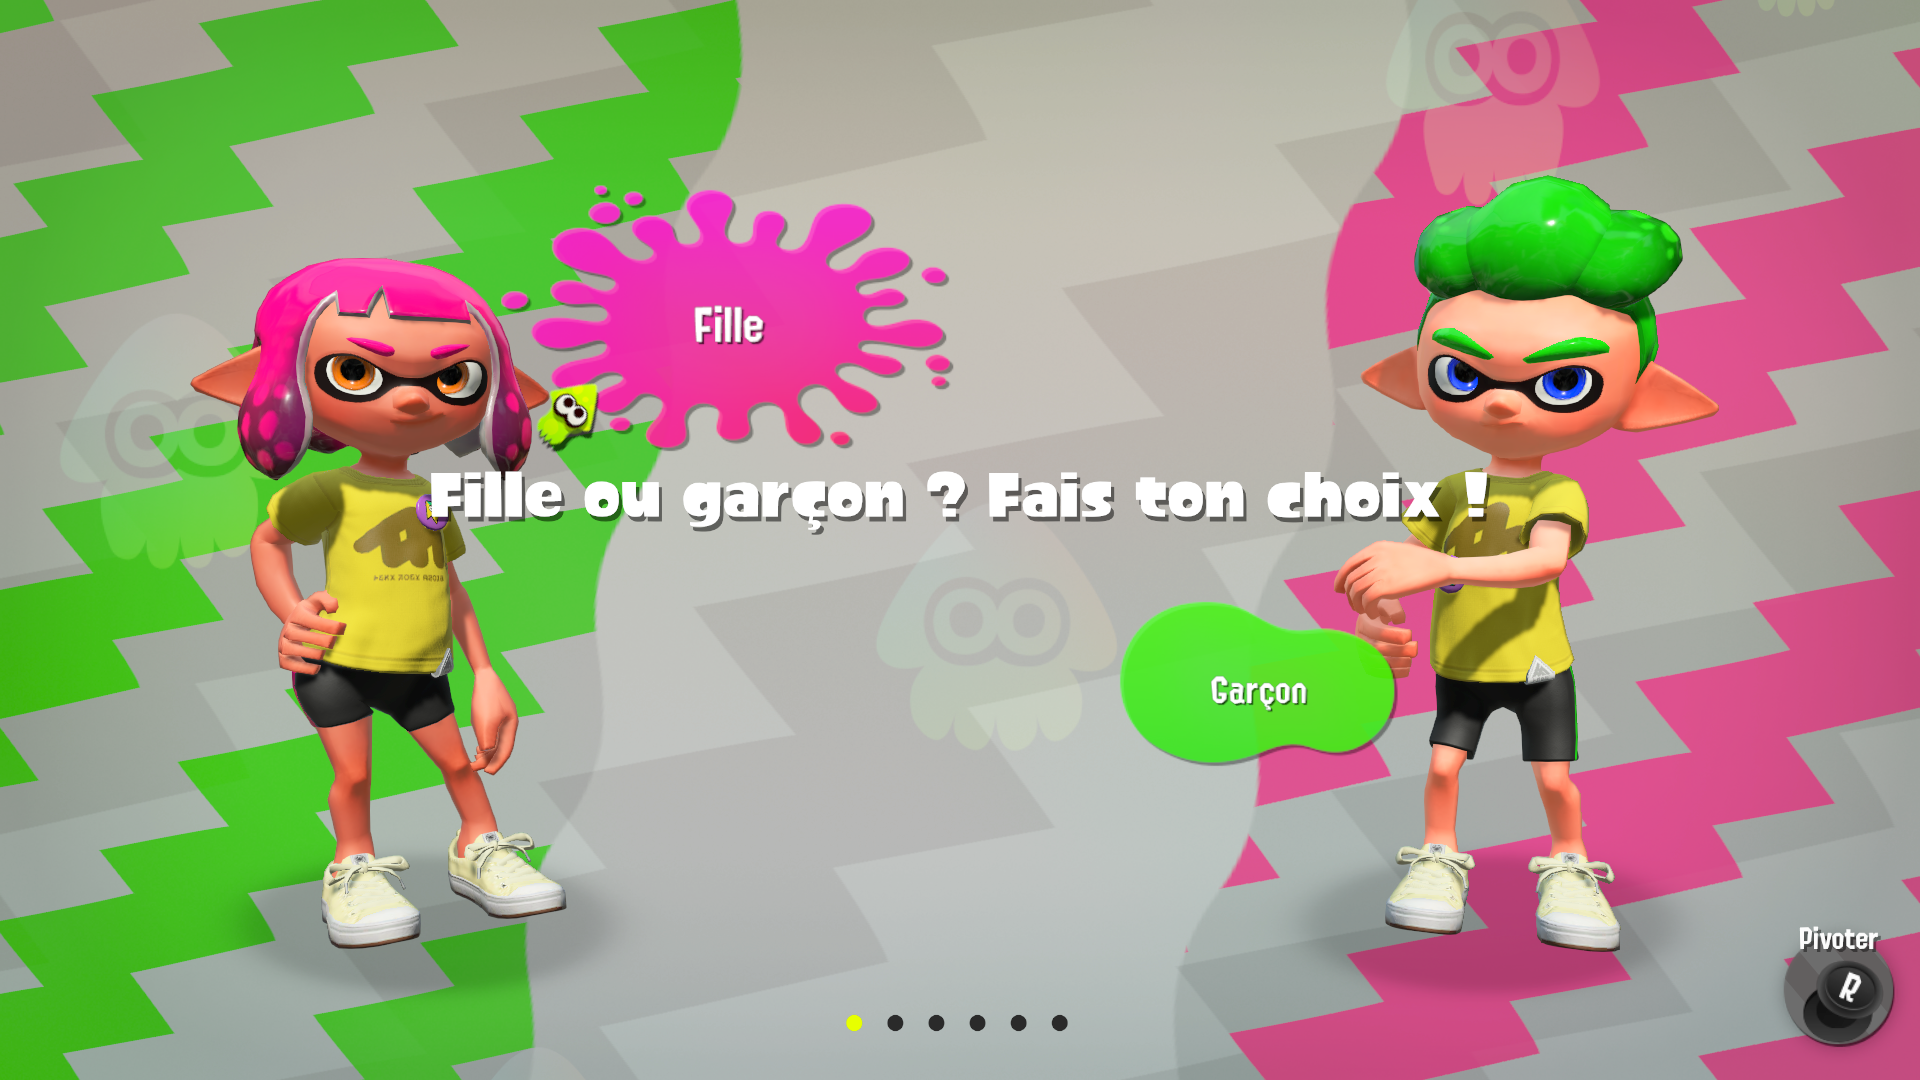 Fille
Fille ou garçon ? Fais ton choix !
Garçon
Pivoter
R